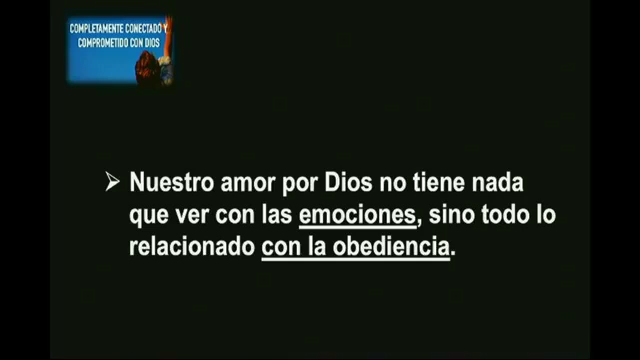 COMPLETAMENTE CONECTADO Y
COMPROMETIDO CON DIOS
➢ Nuestro amor por Dios no tiene nada
que ver con las emociones, sino todo lo
relacionado con la obediencia.